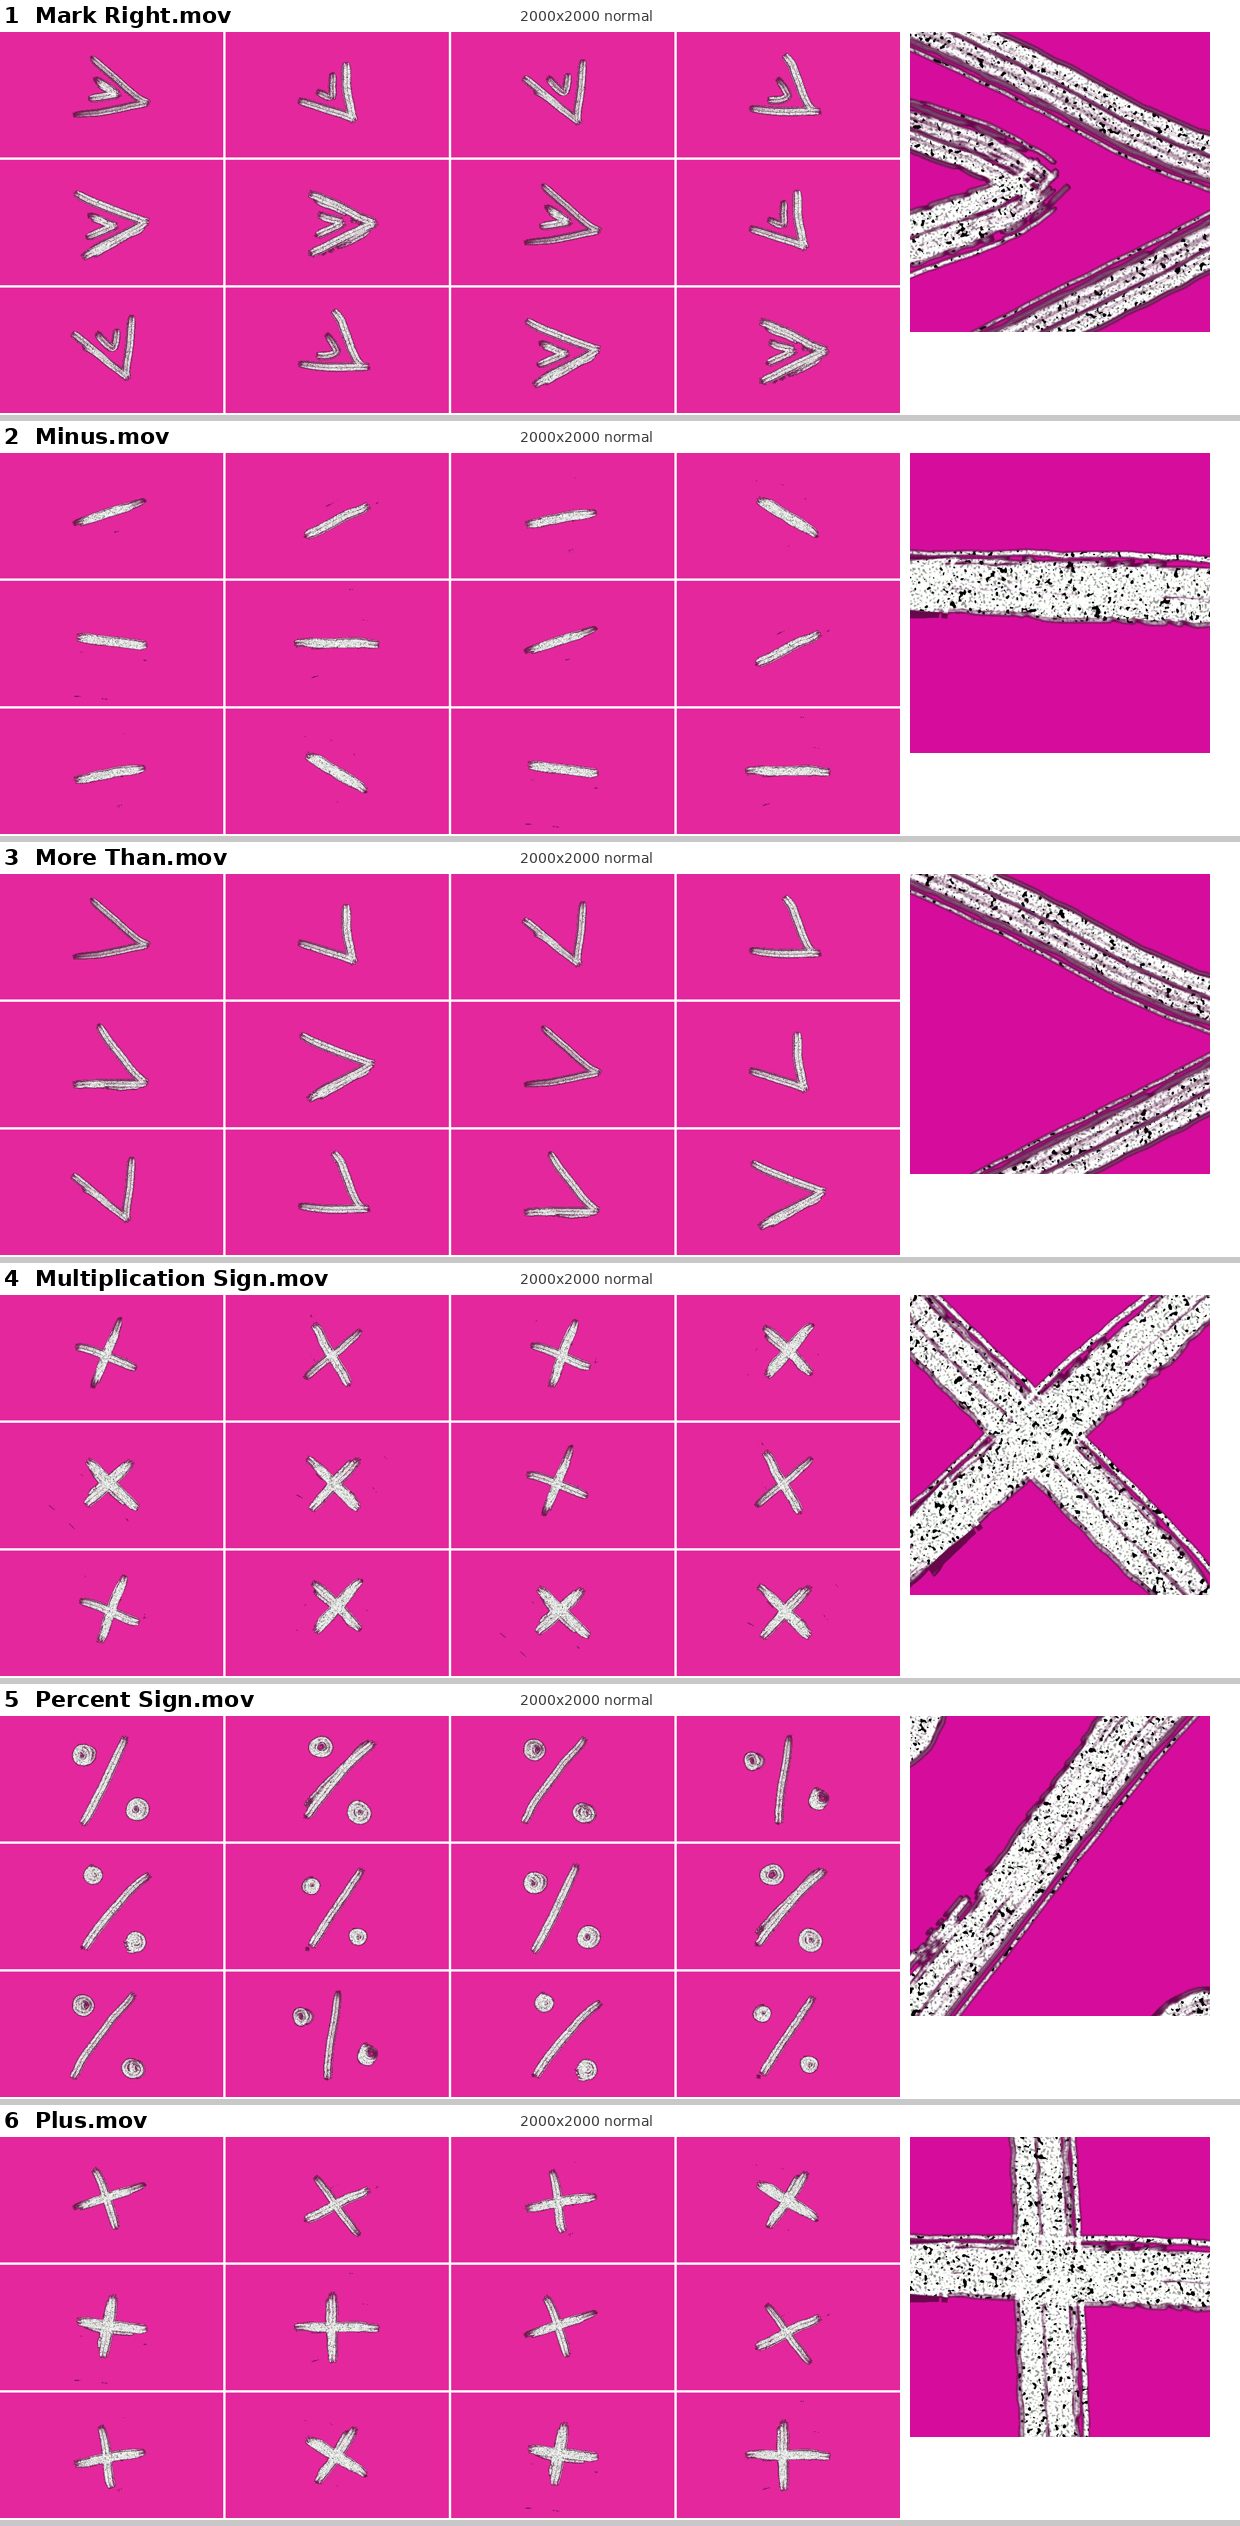 1 Mark Right.mov 2000x2000 normal
2 Minus.mov 2000x2000 normal
3 More Than.mov 2000x2000 normal
4 Multiplication Sign.mov 2000x2000 normal
5 Percent Sign.mov 2000x2000 normal
6 Plus.mov 2000x2000 normal